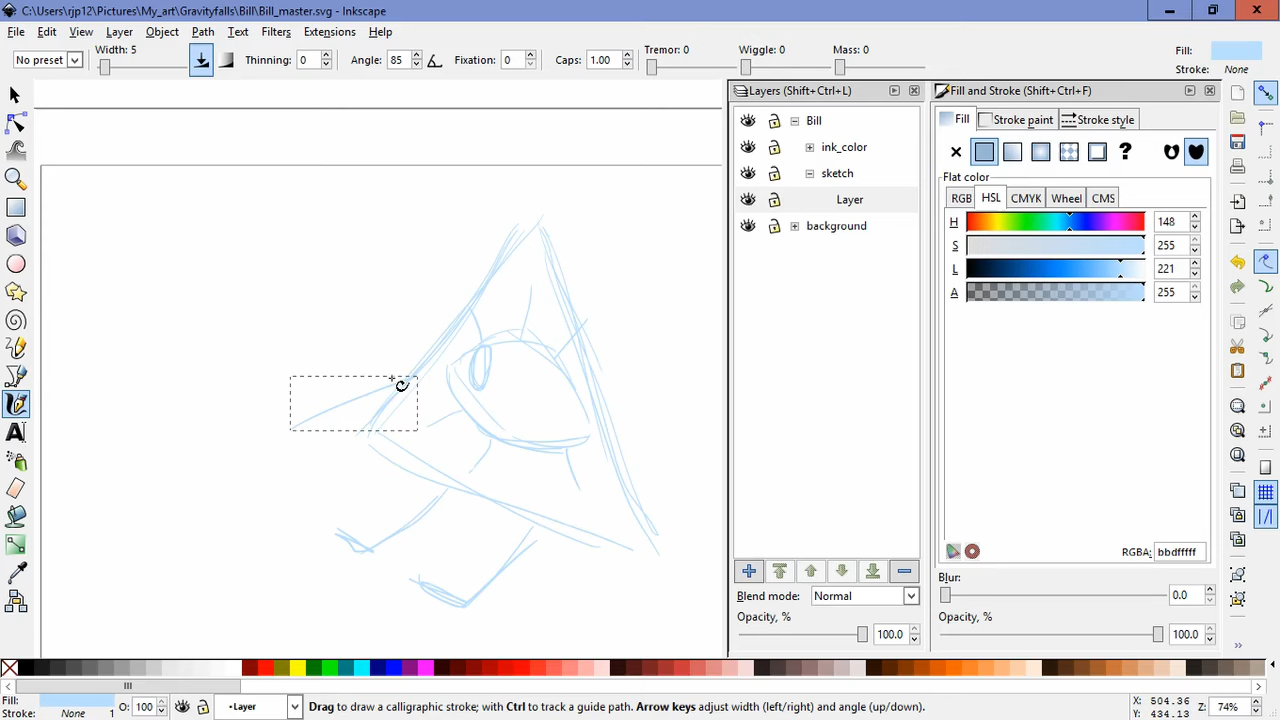 C:\Users\rjp12\Pictures\My_art\Gravityfalls\Bill\Bill_master.svg - Inkscape
File Edit View Layer Object Path Text Filters Extensions Help
No preset Width: 5 Thinning: 0 Angle: 85 Fixation: 0 Caps: 1.00 Tremor: 0 Wiggle: 0 Mass: 0 Fill: Stroke: None
Layers (Shift+Ctrl+L)
Bill
ink_color
sketch
Layer
background
Blend mode: Normal
Opacity, %
100.0
Fill and Stroke (Shift+Ctrl+F)
Fill Stroke paint Stroke style
Flat color
RGB HSL CMYK Wheel CMS
H 148
S 255
L 221
A 255
RGBA: bbdfffff
Blur:
0.0
Opacity, %
100.0
Fill:
Stroke: None 1 O: 100 •Layer Drag to draw a calligraphic stroke; with Ctrl to track a guide path. Arrow keys adjust width (left/right) and angle (up/down). X: 504.36 Y: 434.13 Z: 74%